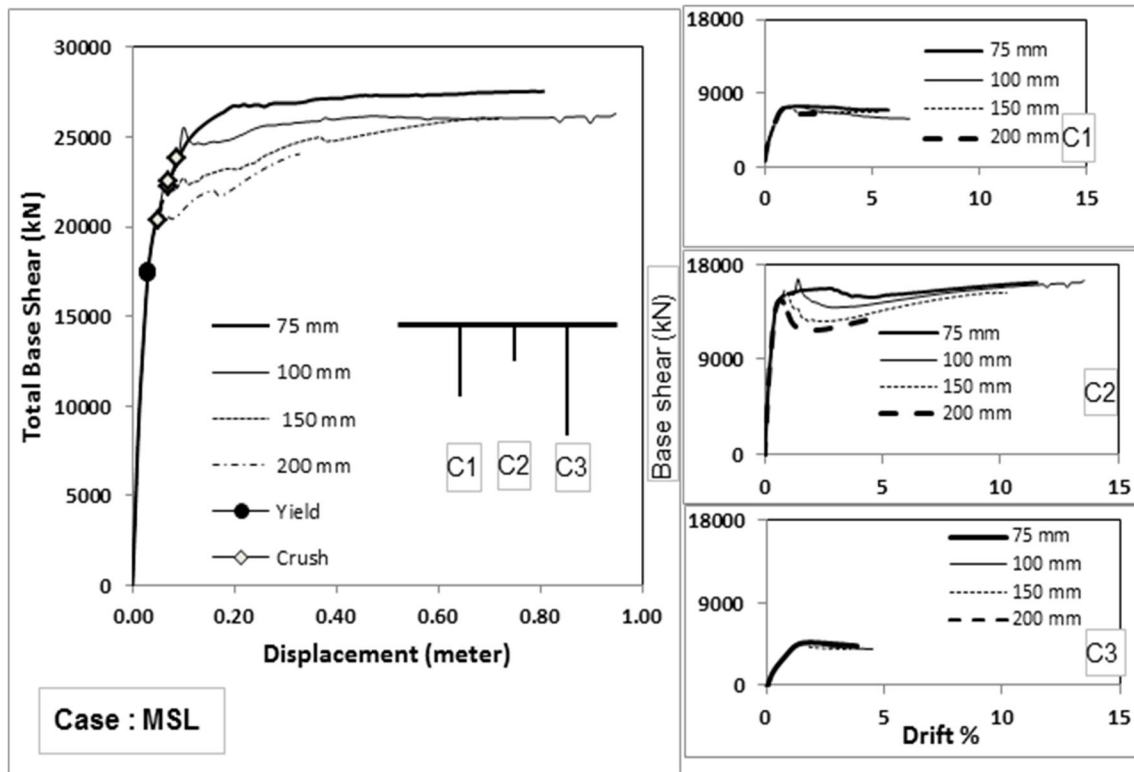 Total Base Shear (kN)
30000
25000
20000
15000
10000
5000
0
0.00 0.20 0.40 0.60 0.80 1.00
Displacement (meter)
75 mm
100 mm
150 mm
200 mm
Yield
Crush
C1 C2 C3
Case : MSL
Base shear (kN)
18000
9000
0
0 5 10 15
75 mm
100 mm
150 mm
200 mm
C1
18000
9000
0
0 5 10 15
75 mm
100 mm
150 mm
200 mm
C2
18000
9000
0
0 5 10 15
75 mm
100 mm
150 mm
200 mm
C3
Drift %